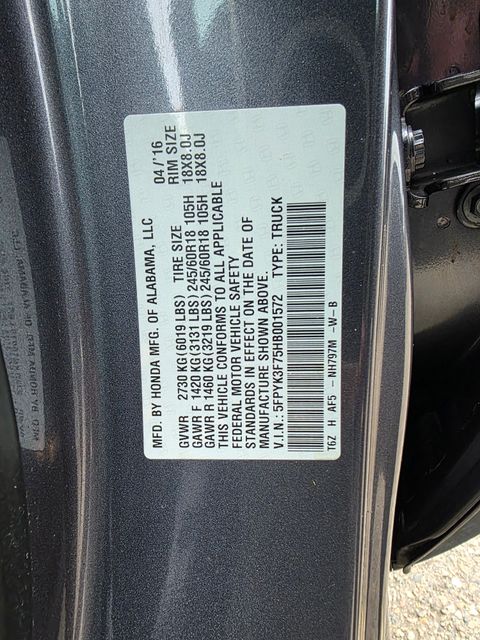 MFD. BY HONDA MFG. OF ALABAMA, LLC 04/'16
GVWR 2730 KG(6019 LBS) TIRE SIZE RIM SIZE
GAWR F 1420 KG(3131 LBS) 245/60R18 105H 18X8.0J
GAWR R 1460 KG(3219 LBS) 245/60R18 105H 18X8.0J
THIS VEHICLE CONFORMS TO ALL APPLICABLE
FEDERAL MOTOR VEHICLE SAFETY
STANDARDS IN EFFECT ON THE DATE OF
MANUFACTURE SHOWN ABOVE.
V.I.N.: 5FPYK3F75HB001572 TYPE: TRUCK
T6Z H AF5 - NH797M -W-B